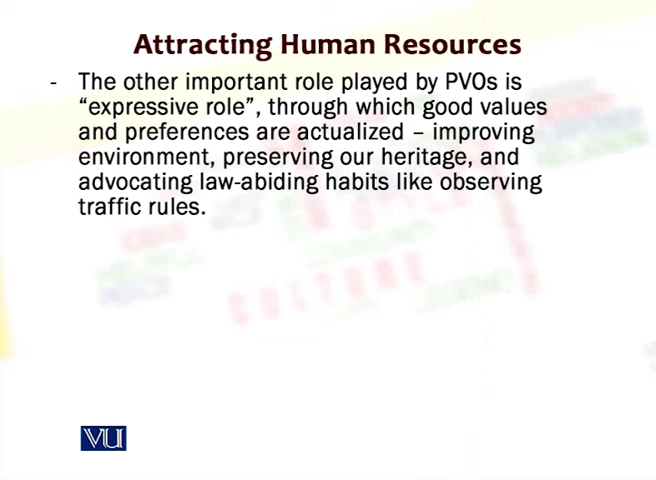 Attracting Human Resources
- The other important role played by PVOs is
“expressive role”, through which good values
and preferences are actualized – improving
environment, preserving our heritage, and
advocating law-abiding habits like observing
traffic rules.
CULTURE
VU